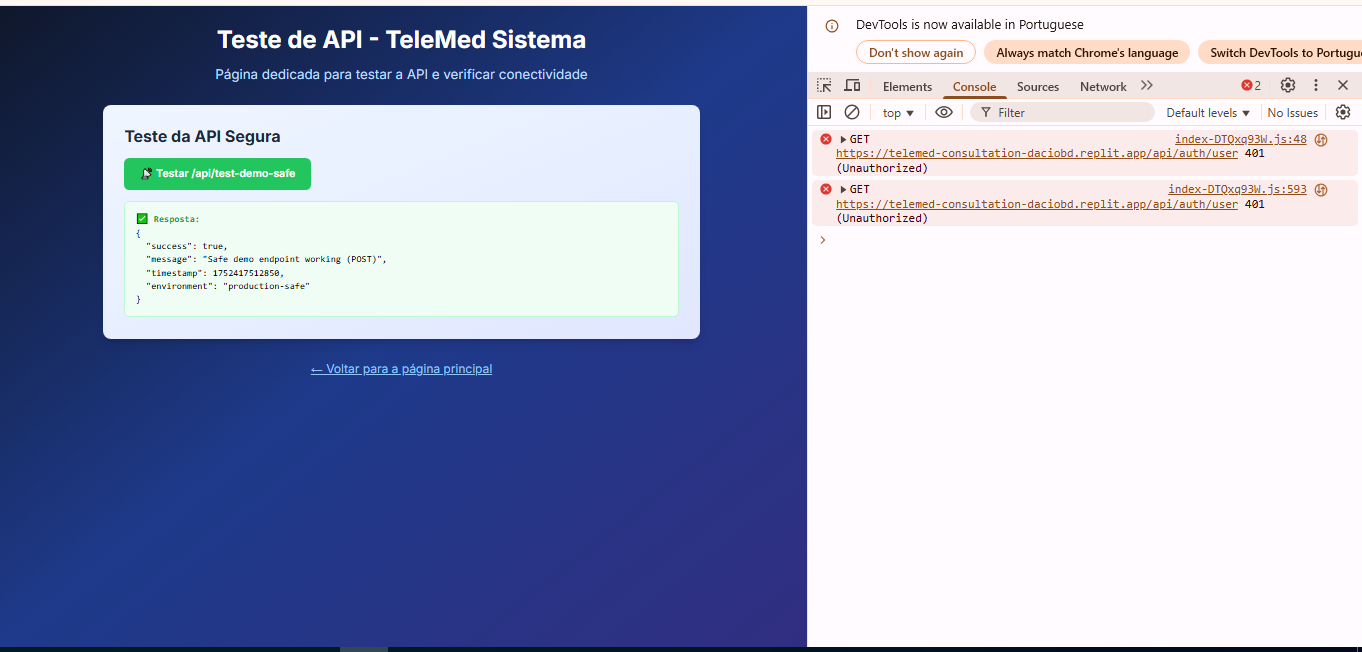 Teste de API - TeleMed Sistema
Página dedicada para testar a API e verificar conectividade
Teste da API Segura
Testar /api/test-demo-safe
Resposta:
{
"success": true,
"message": "Safe demo endpoint working (POST)",
"timestamp": 1752417512850,
"environment": "production-safe"
}
← Voltar para a página principal
DevTools is now available in Portuguese
Don't show again
Always match Chrome's language
Switch DevTools to Portugu
Elements Console Sources Network 2
top Filter Default levels No Issues
GET index-DTQxq93W.js:48
https://telemed-consultation-daciobd.replit.app/api/auth/user 401
(Unauthorized)
GET index-DTQxq93W.js:593
https://telemed-consultation-daciobd.replit.app/api/auth/user 401
(Unauthorized)